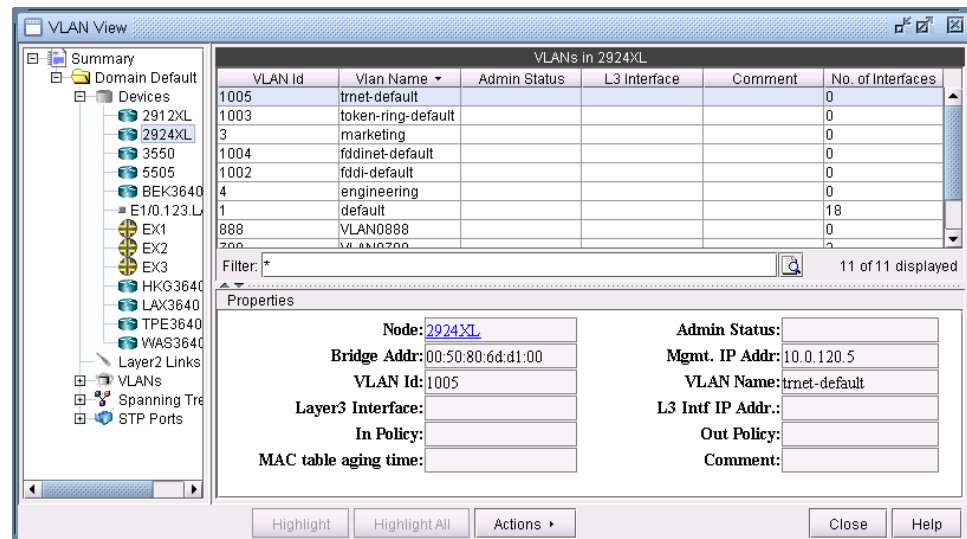 VLAN View
Summary
Domain Default
Devices
2912XL
2924XL
3550
5505
BEK3640
E1/0.123.L
EX1
EX2
EX3
HKG3640
LAX3640
TPE3640
WAS3640
Layer2 Links
VLANs
Spanning Tre
STP Ports
VLANs in 2924XL
VLAN Id Vlan Name Admin Status L3 Interface Comment No. of Interfaces
1005 trnet-default 0
1003 token-ring-default 0
3 marketing 0
1004 fddinet-default 0
1002 fddi-default 0
4 engineering 0
1 default 18
888 VLAN0888 0
Filter: * 11 of 11 displayed
Properties
Node: 2924XL Admin Status:
Bridge Addr: 00:50:80:6d:d1:00 Mgmt. IP Addr: 10.0.120.5
VLAN Id: 1005 VLAN Name: trnet-default
Layer3 Interface: L3 Intf IP Addr.:
In Policy: Out Policy:
MAC table aging time: Comment:
Highlight Highlight All Actions Close Help